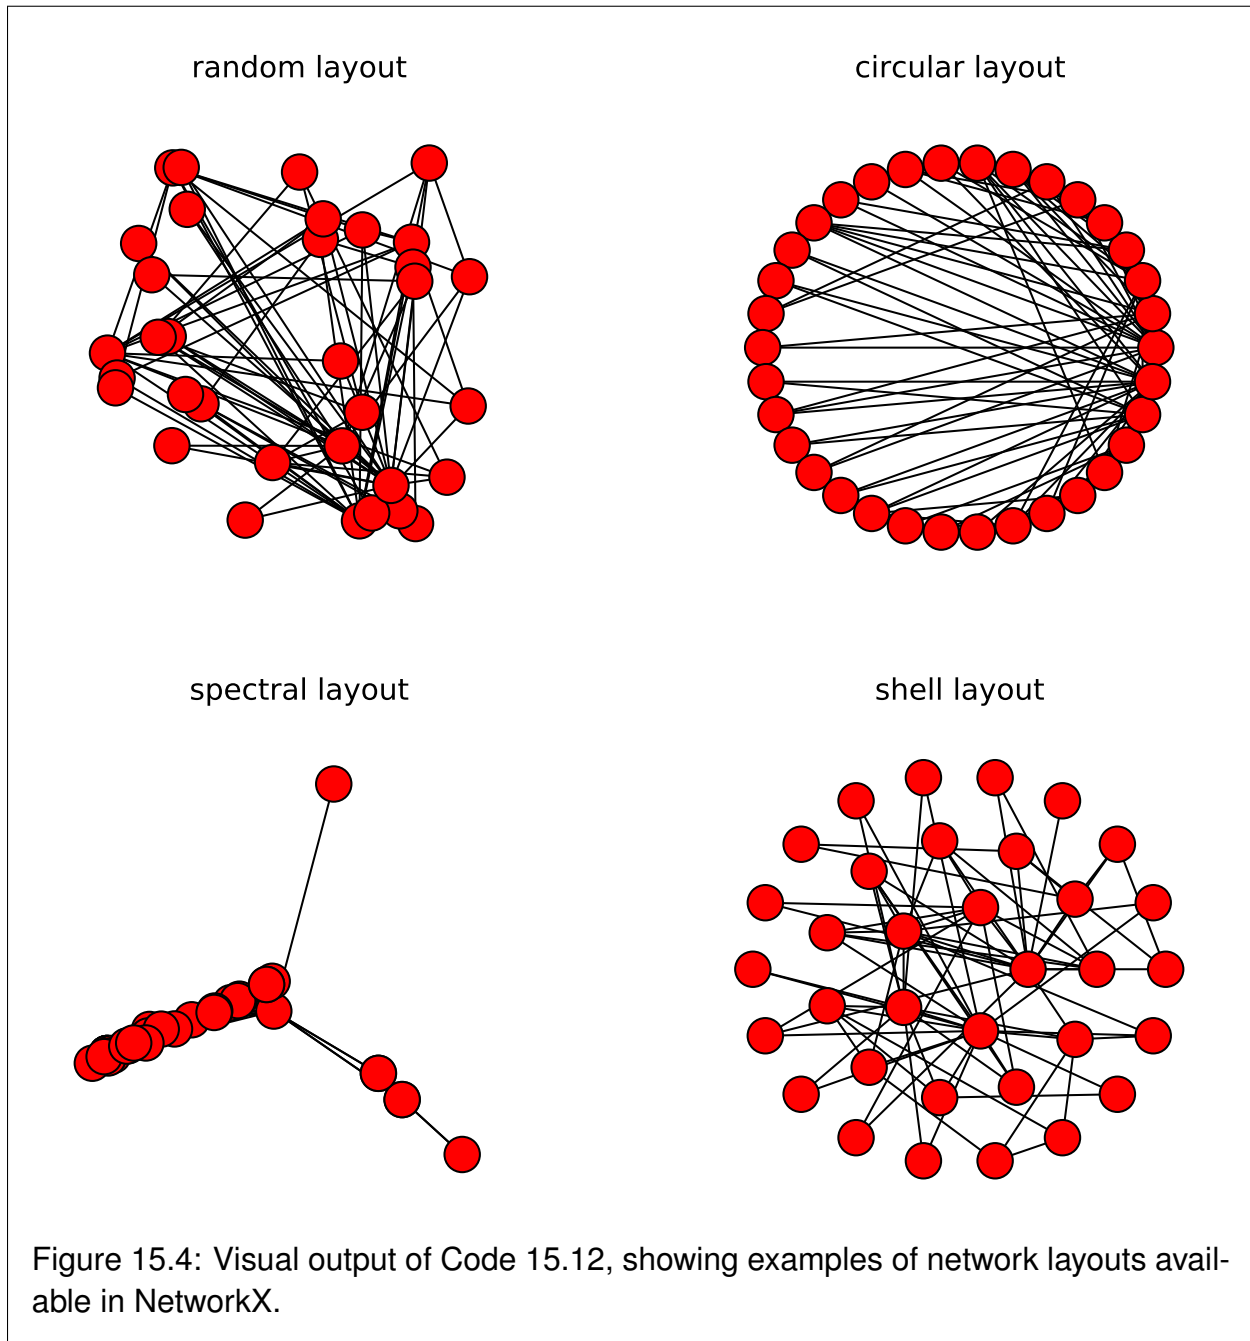 random layout
circular layout
spectral layout
shell layout
Figure 15.4: Visual output of Code 15.12, showing examples of network layouts avail-
able in NetworkX.